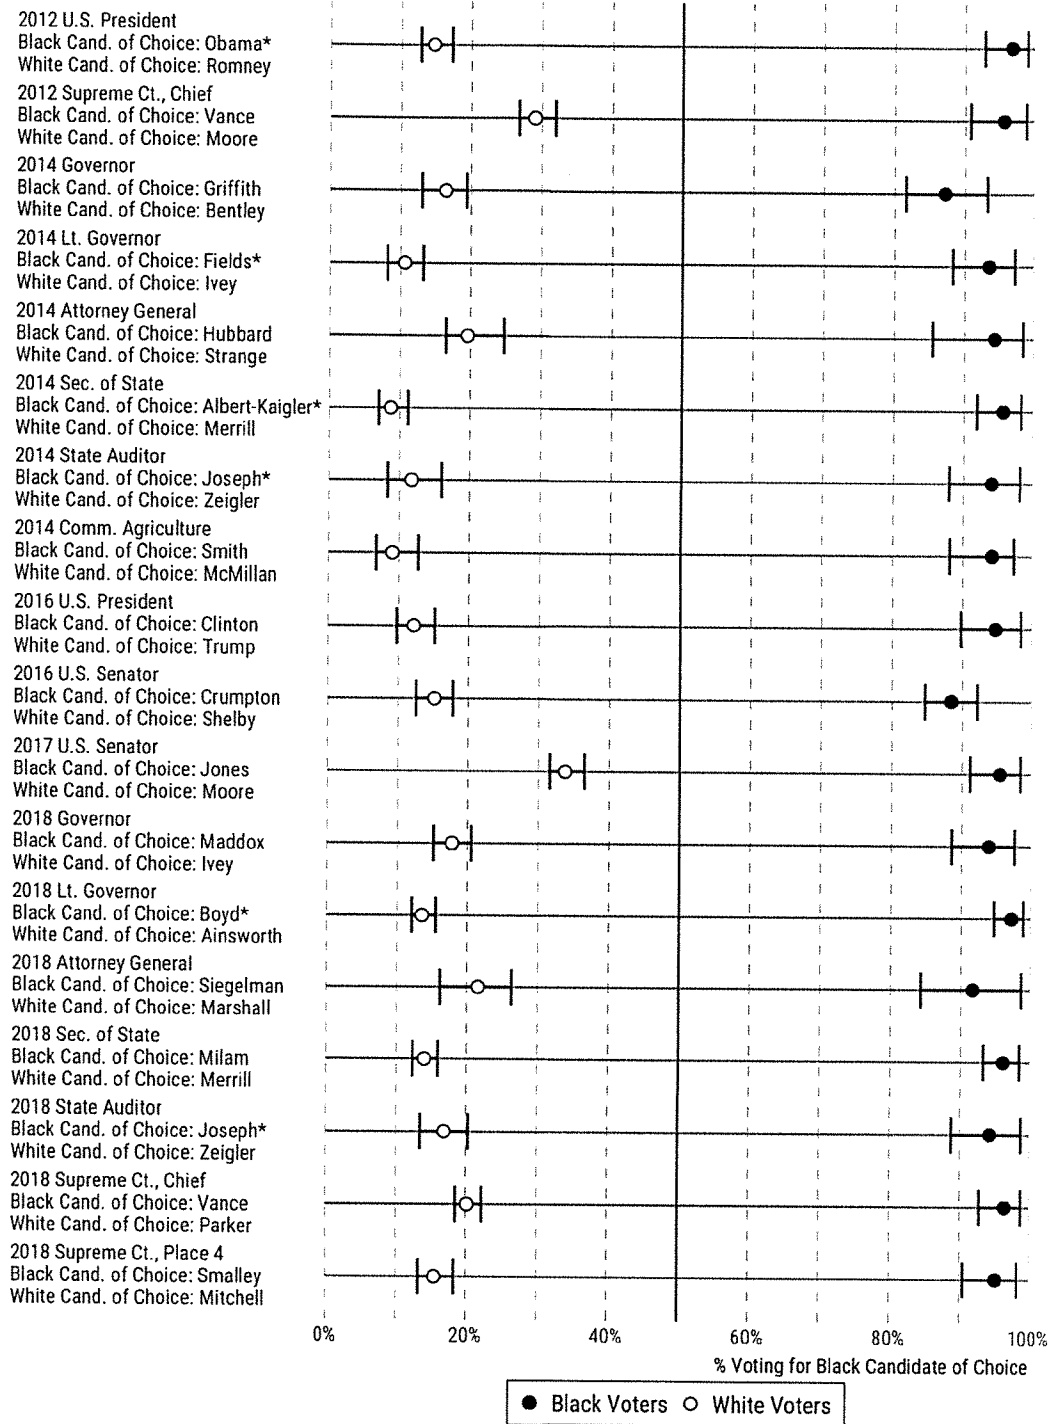 2012 U.S. President
Black Cand. of Choice: Obama*
White Cand. of Choice: Romney
2012 Supreme Ct., Chief
Black Cand. of Choice: Vance
White Cand. of Choice: Moore
2014 Governor
Black Cand. of Choice: Griffith
White Cand. of Choice: Bentley
2014 Lt. Governor
Black Cand. of Choice: Fields*
White Cand. of Choice: Ivey
2014 Attorney General
Black Cand. of Choice: Hubbard
White Cand. of Choice: Strange
2014 Sec. of State
Black Cand. of Choice: Albert-Kaigler*
White Cand. of Choice: Merrill
2014 State Auditor
Black Cand. of Choice: Joseph*
White Cand. of Choice: Zeigler
2014 Comm. Agriculture
Black Cand. of Choice: Smith
White Cand. of Choice: McMillan
2016 U.S. President
Black Cand. of Choice: Clinton
White Cand. of Choice: Trump
2016 U.S. Senator
Black Cand. of Choice: Crumpton
White Cand. of Choice: Shelby
2017 U.S. Senator
Black Cand. of Choice: Jones
White Cand. of Choice: Moore
2018 Governor
Black Cand. of Choice: Maddox
White Cand. of Choice: Ivey
2018 Lt. Governor
Black Cand. of Choice: Boyd*
White Cand. of Choice: Ainsworth
2018 Attorney General
Black Cand. of Choice: Siegelman
White Cand. of Choice: Marshall
2018 Sec. of State
Black Cand. of Choice: Milam
White Cand. of Choice: Merrill
2018 State Auditor
Black Cand. of Choice: Joseph*
White Cand. of Choice: Zeigler
2018 Supreme Ct., Chief
Black Cand. of Choice: Vance
White Cand. of Choice: Parker
2018 Supreme Ct., Place 4
Black Cand. of Choice: Smalley
White Cand. of Choice: Mitchell
0% 20% 40% 60% 80% 100%
% Voting for Black Candidate of Choice
Black Voters White Voters